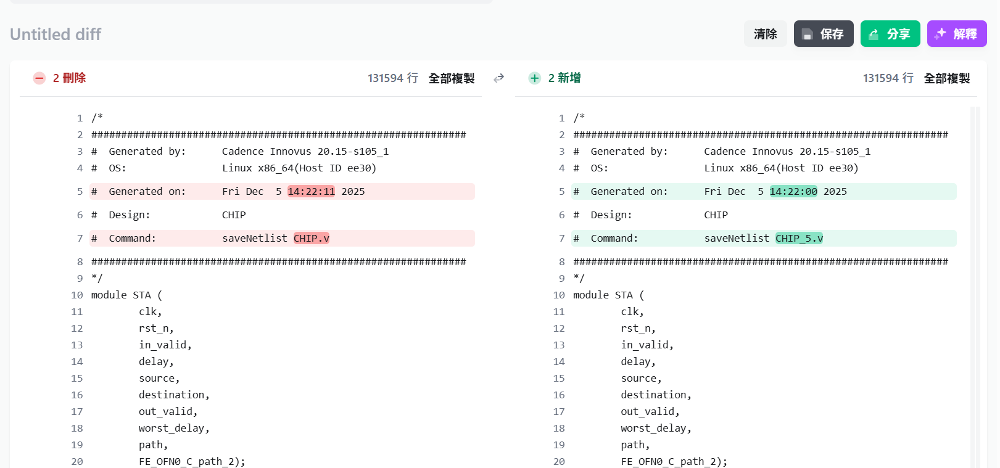 Untitled diff
清除 保存 分享 解釋
2 刪除 131594 行 全部複製
2 新增 131594 行 全部複製
1 /*
2 ###############################################################
3 #  Generated by:      Cadence Innovus 20.15-s105_1
4 #  OS:                Linux x86_64(Host ID ee30)
5 #  Generated on:      Fri Dec  5 14:22:11 2025
6 #  Design:            CHIP
7 #  Command:           saveNetlist CHIP.v
8 ###############################################################
9 */
10 module STA (
11         clk,
12         rst_n,
13         in_valid,
14         delay,
15         source,
16         destination,
17         out_valid,
18         worst_delay,
19         path,
20         FE_OFN0_C_path_2);
1 /*
2 ###############################################################
3 #  Generated by:      Cadence Innovus 20.15-s105_1
4 #  OS:                Linux x86_64(Host ID ee30)
5 #  Generated on:      Fri Dec  5 14:22:00 2025
6 #  Design:            CHIP
7 #  Command:           saveNetlist CHIP_5.v
8 ###############################################################
9 */
10 module STA (
11         clk,
12         rst_n,
13         in_valid,
14         delay,
15         source,
16         destination,
17         out_valid,
18         worst_delay,
19         path,
20         FE_OFN0_C_path_2);